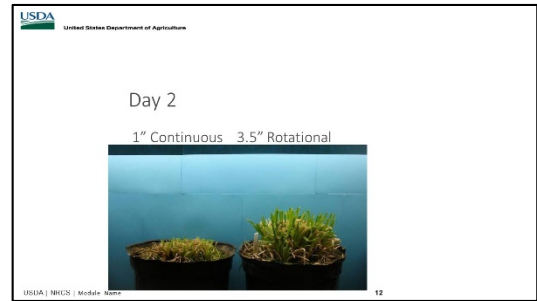 USDA
United States Department of Agriculture
Day 2
1" Continuous 3.5" Rotational
USDA | NRCS | Module Name 12